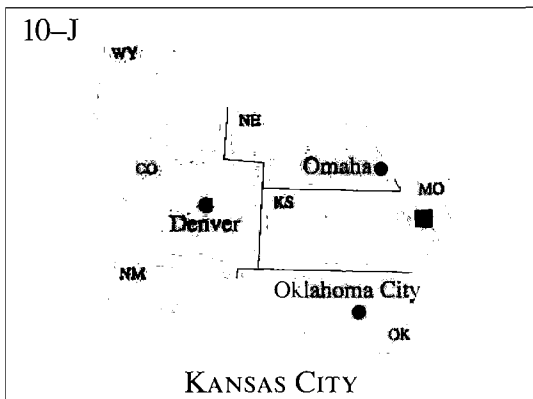 10–J
WY
NE
CO
Omaha
MO
KS
Denver
NM
Oklahoma City
OK
KANSAS CITY